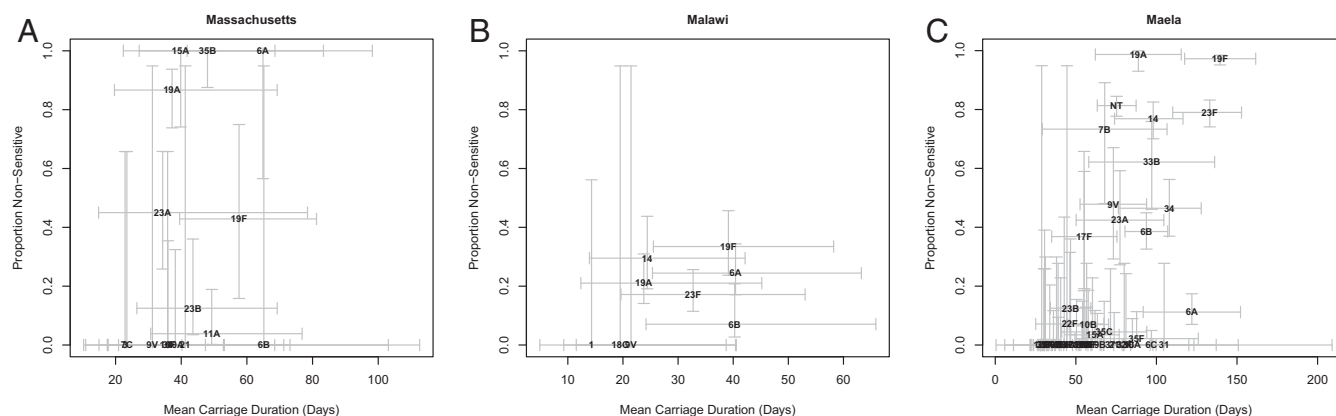 A
Massachusetts
Proportion Non−Sensitive
1.0
0.8
0.6
0.4
0.2
0.0
15A
35B
6A
19A
23A
19F
23B
11A
9V
21
6B
20
40
60
80
100
Mean Carriage Duration (Days)
B
Malawi
Proportion Non−Sensitive
1.0
0.8
0.6
0.4
0.2
0.0
19F
14
6A
19A
23F
6B
1
10
20
30
40
50
60
Mean Carriage Duration (Days)
C
Maela
Proportion Non−Sensitive
1.0
0.8
0.6
0.4
0.2
0.0
19A
19F
NT
23F
14
7B
33B
9V
34
23A
6B
17F
23B
6A
22F
10B
35C
15A
35F
6C
31
0
50
100
150
200
Mean Carriage Duration (Days)